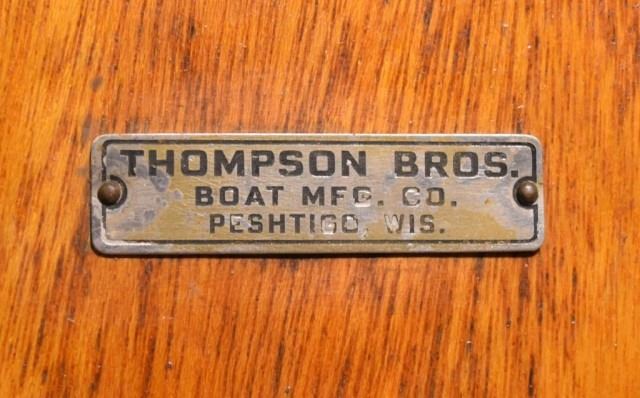 THOMPSON BROS.
BOAT MFG. CO.
PESHTIGO, WIS.